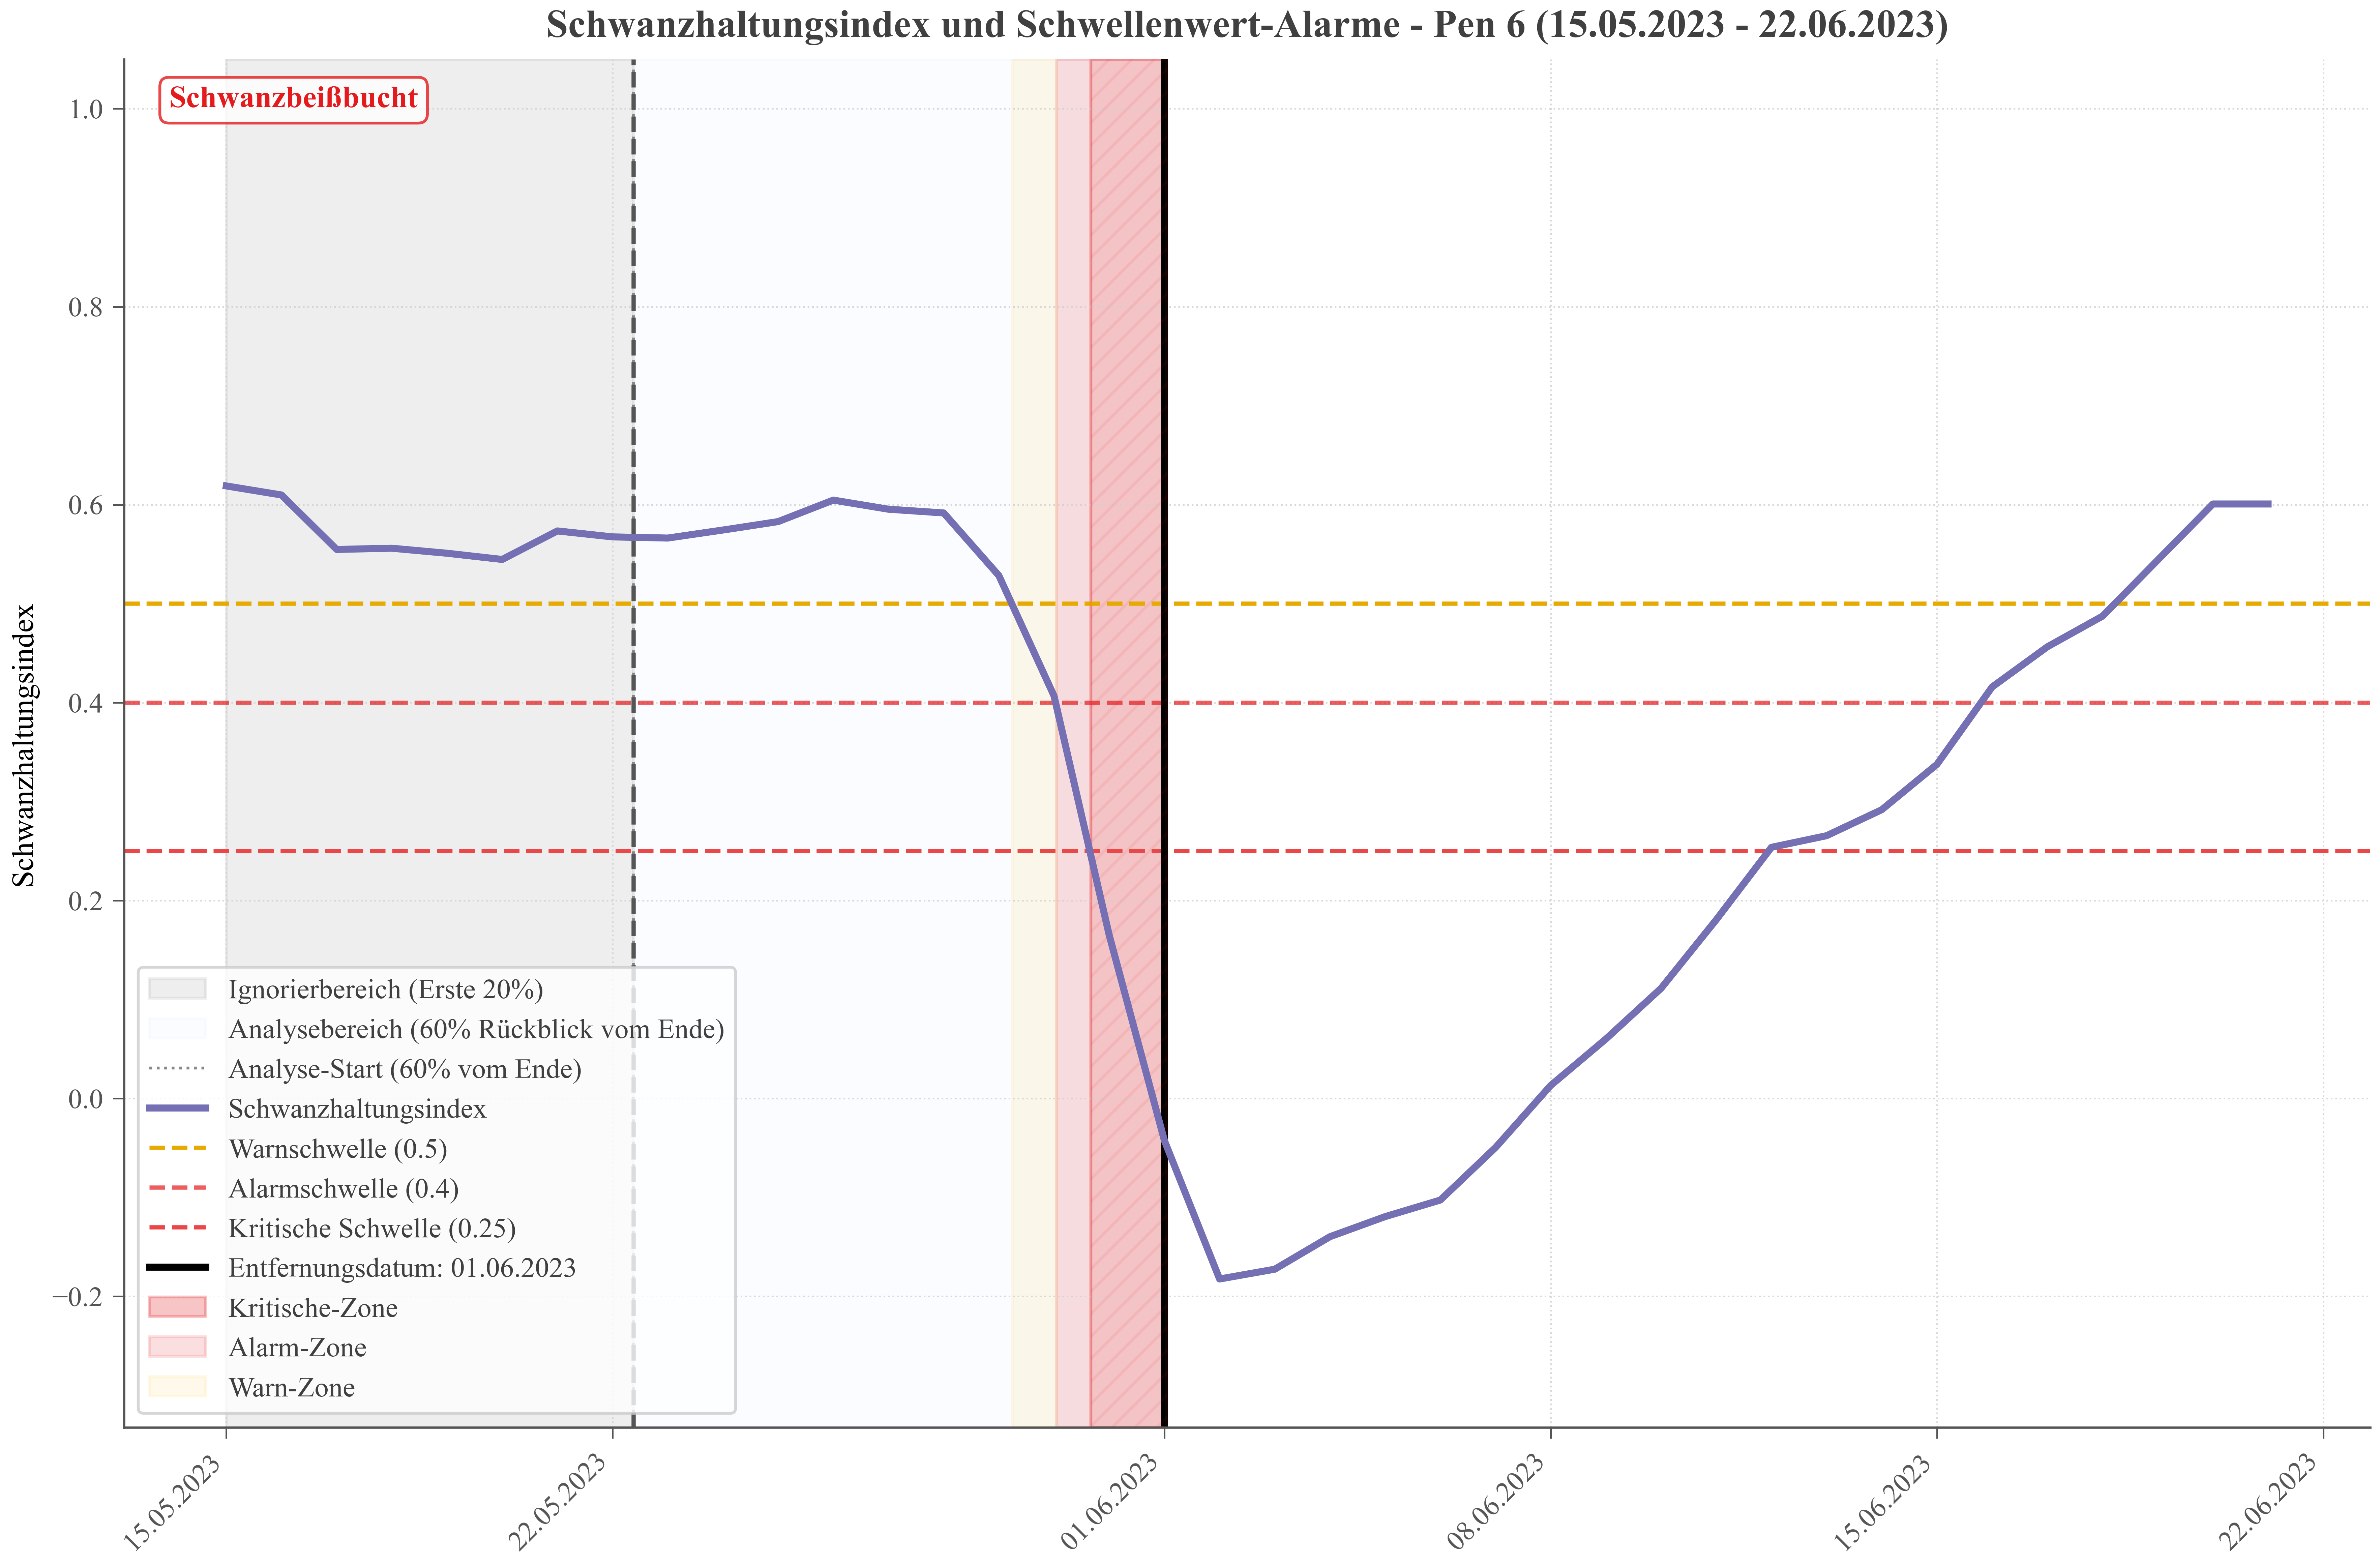 Schwanzhaltungsindex und Schwellenwert-Alarme - Pen 6 (15.05.2023 - 22.06.2023)
Schwanzbeißbucht
Schwanzhaltungsindex
1.0
0.8
0.6
0.4
0.2
0.0
−0.2
Ignorierbereich (Erste 20%)
Analysebereich (60% Rückblick vom Ende)
Analyse-Start (60% vom Ende)
Schwanzhaltungsindex
Warnschwelle (0.5)
Alarmschwelle (0.4)
Kritische Schwelle (0.25)
Entfernungsdatum: 01.06.2023
Kritische-Zone
Alarm-Zone
Warn-Zone
15.05.2023
22.05.2023
01.06.2023
08.06.2023
15.06.2023
22.06.2023